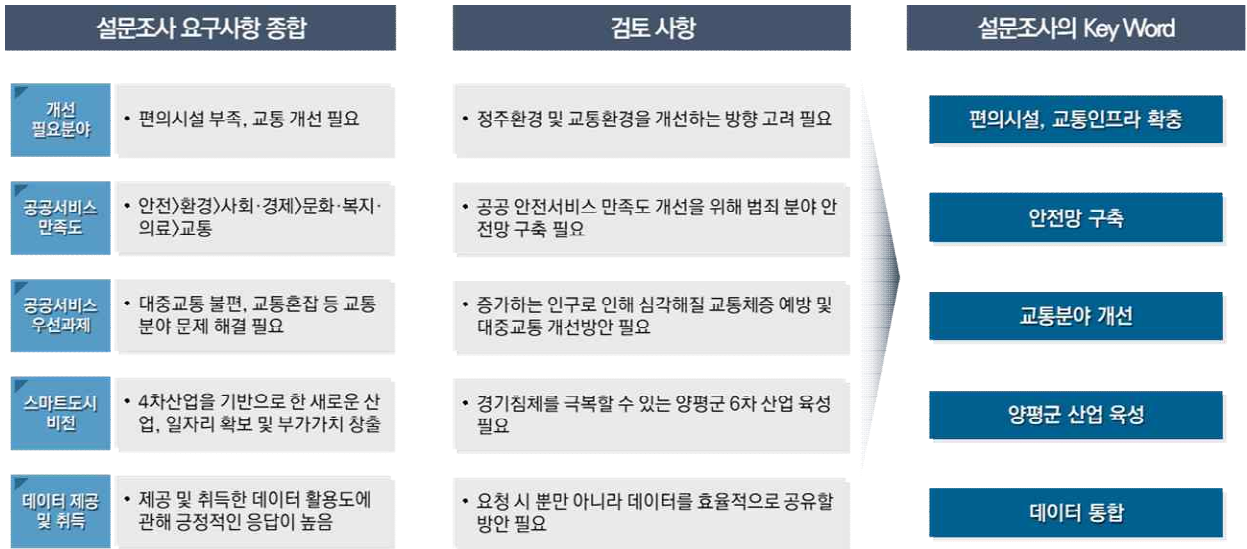 설문조사 요구사항 종합
검토 사항
설문조사의 Key Word
개선
필요분야
• 편의시설 부족, 교통 개선 필요
• 정주환경 및 교통환경을 개선하는 방향 고려 필요
편의시설, 교통인프라 확충
공공서비스
만족도
• 안전〉환경〉사회·경제〉문화·복지·
의료〉교통
• 공공 안전서비스 만족도 개선을 위해 범죄 분야 안
전망 구축 필요
안전망 구축
공공서비스
우선과제
• 대중교통 불편, 교통혼잡 등 교통
분야 문제 해결 필요
• 증가하는 인구로 인해 심각해질 교통체증 예방 및
대중교통 개선방안 필요
교통분야 개선
스마트도시
비전
• 4차산업을 기반으로 한 새로운 산
업, 일자리 확보 및 부가가치 창출
• 경기침체를 극복할 수 있는 양평군 6차 산업 육성
필요
양평군 산업 육성
데이터 제공
및 취득
• 제공 및 취득한 데이터 활용도에
관해 긍정적인 응답이 높음
• 요청 시 뿐만 아니라 데이터를 효율적으로 공유할
방안 필요
데이터 통합